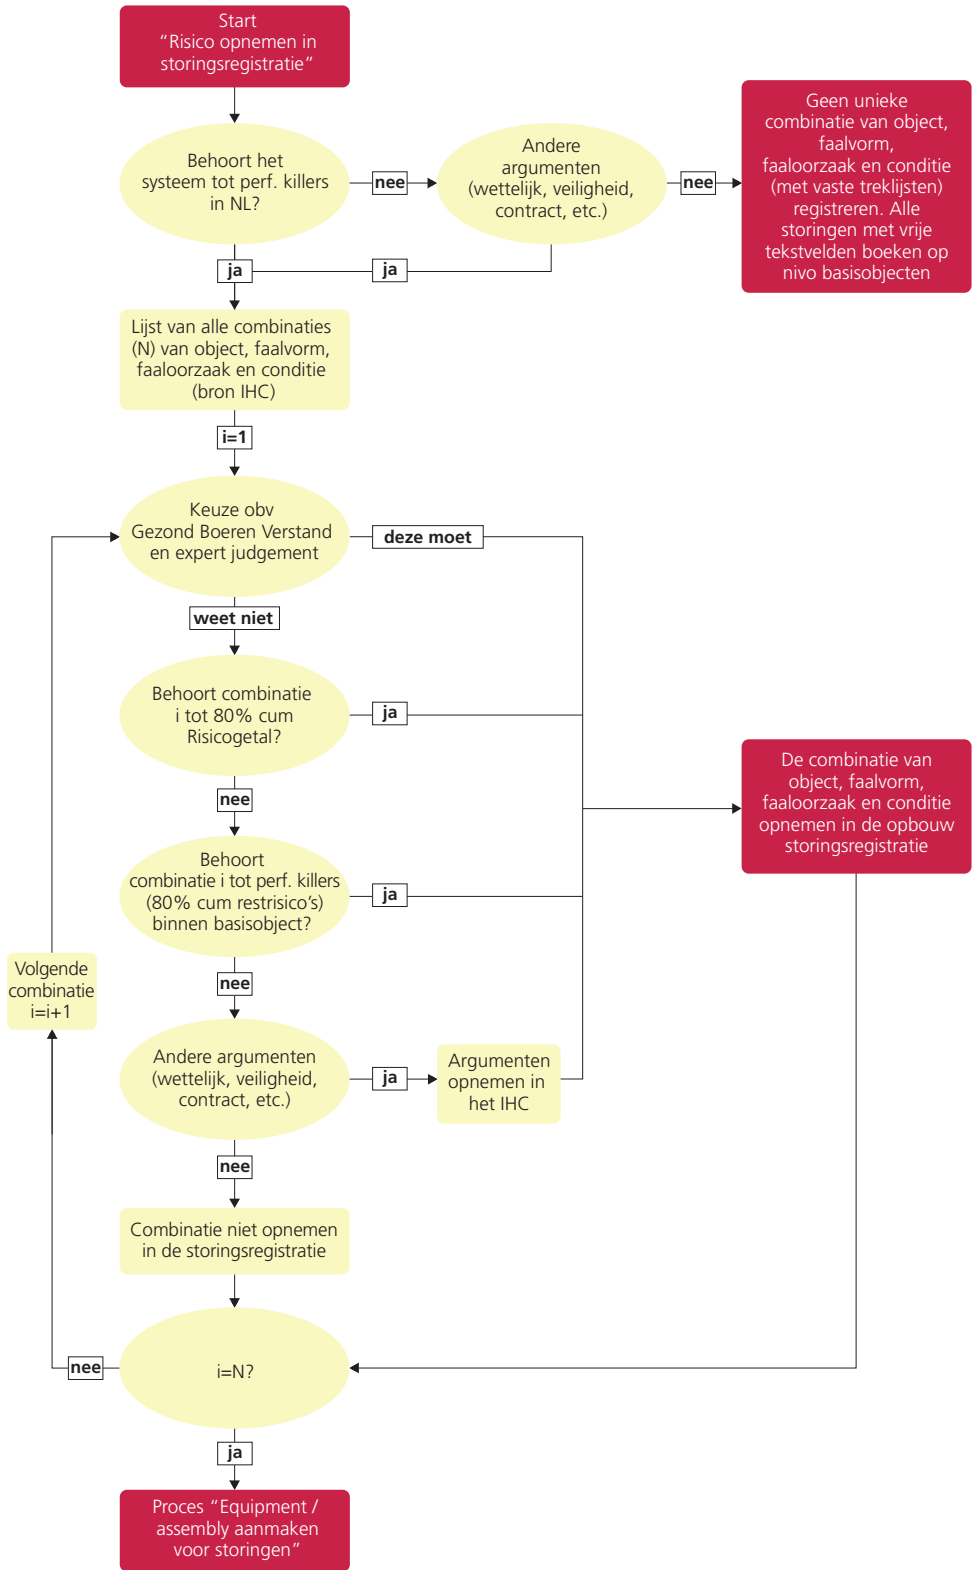 Start
“Risico opnemen in
storingsregistratie”
Behoort het
systeem tot perf. killers
in NL?
nee
Andere
argumenten
(wettelijk, veiligheid,
contract, etc.)
nee
Geen unieke
combinatie van object,
faalvorm,
faaloorzaak en conditie
(met vaste treklijsten)
registreren. Alle
storingen met vrije
tekstvelden boeken op
nivo basisobjecten
ja
ja
Lijst van alle combinaties
(N) van object, faalvorm,
faaloorzaak en conditie
(bron IHC)
i=1
Keuze obv
Gezond Boeren Verstand
en expert judgement
deze moet
weet niet
Behoort combinatie
i tot 80% cum
Risicogetal?
ja
nee
Behoort
combinatie i tot perf. killers
(80% cum restrisico’s)
binnen basisobject?
ja
De combinatie van
object, faalvorm,
faaloorzaak en conditie
opnemen in de opbouw
storingsregistratie
nee
Volgende
combinatie
i=i+1
Andere argumenten
(wettelijk, veiligheid,
contract, etc.)
ja
Argumenten
opnemen in
het IHC
nee
Combinatie niet opnemen
in de storingsregistratie
i=N?
nee
ja
Proces “Equipment /
assembly aanmaken
voor storingen”